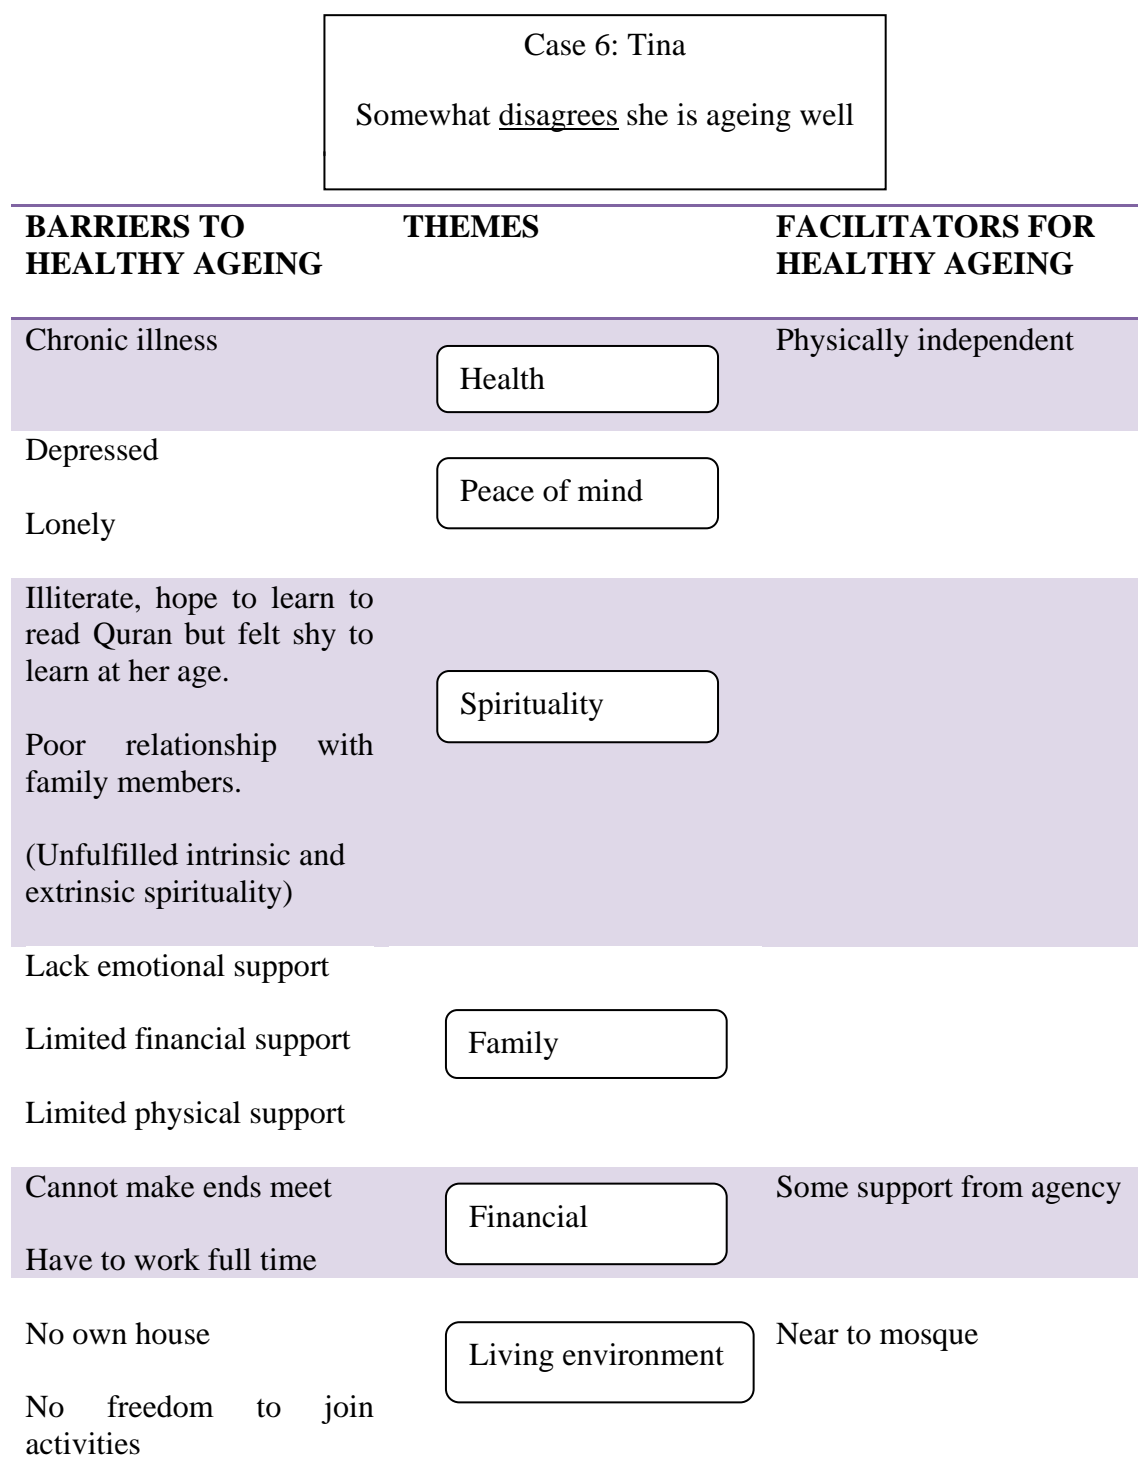 Case 6: Tina
Somewhat disagrees she is ageing well
BARRIERS TO
HEALTHY AGEING
THEMES
FACILITATORS FOR
HEALTHY AGEING
Chronic illness
Health
Physically independent
Depressed
Lonely
Peace of mind
Illiterate, hope to learn to
read Quran but felt shy to
learn at her age.
Poor relationship with
family members.
(Unfulfilled intrinsic and
extrinsic spirituality)
Spirituality
Lack emotional support
Limited financial support
Limited physical support
Family
Cannot make ends meet
Have to work full time
Financial
Some support from agency
No own house
No freedom to join
activities
Living environment
Near to mosque